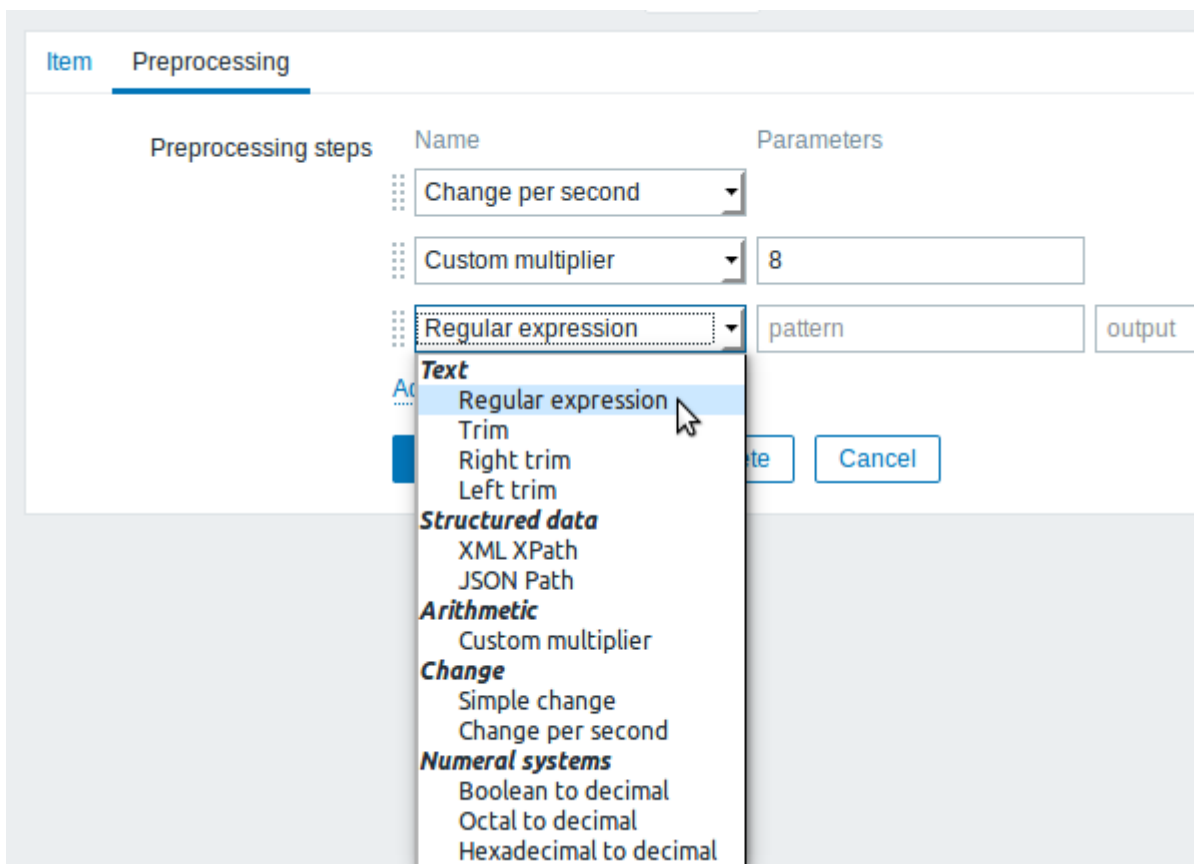 Item Preprocessing
Preprocessing steps Name Parameters
Change per second
Custom multiplier 8
Regular expression pattern output
Text
Regular expression
Trim
Right trim
Cancel
Left trim
Structured data
XML XPath
JSON Path
Arithmetic
Custom multiplier
Change
Simple change
Change per second
Numeral systems
Boolean to decimal
Octal to decimal
Hexadecimal to decimal